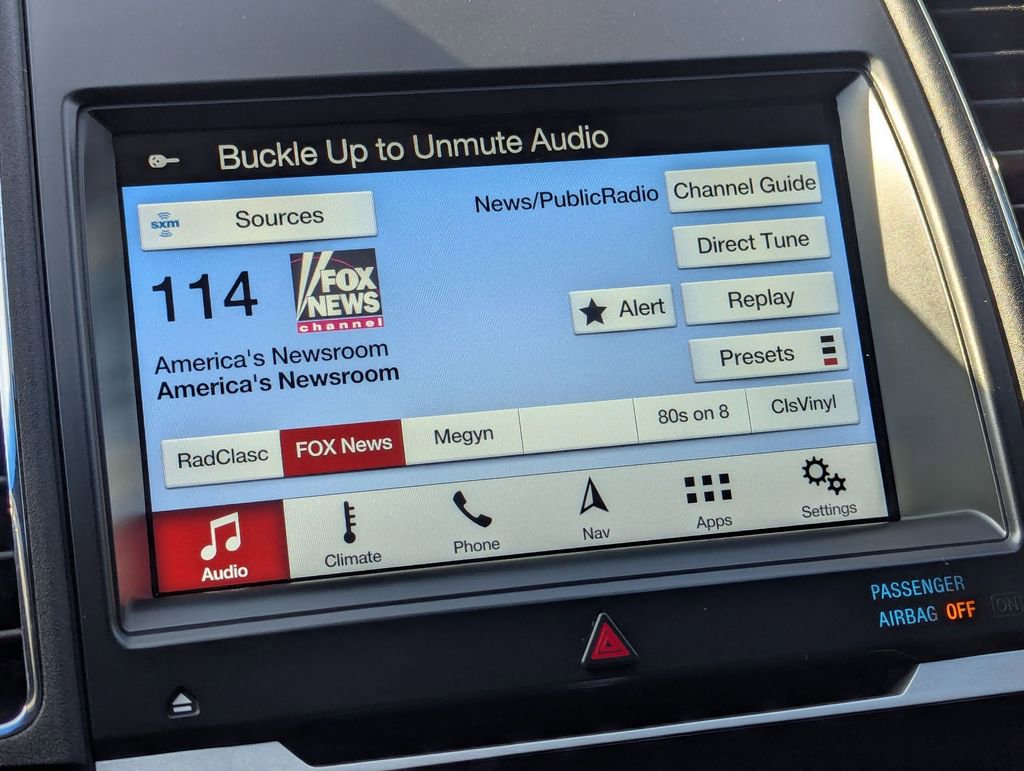 Buckle Up to Unmute Audio
sxm
Sources
News/PublicRadio
Channel Guide
114
FOX
NEWS
channel
Direct Tune
Alert
Replay
America's Newsroom
America's Newsroom
Presets
RadClasc
FOX News
Megyn
80s on 8
ClsVinyl
Audio
Climate
Phone
Nav
Apps
Settings
PASSENGER
AIRBAG OFF ON